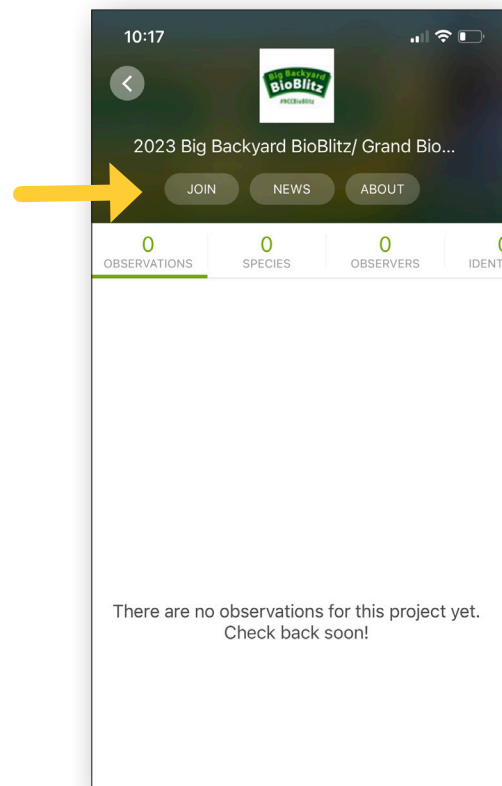 10:17
Big Backyard
BioBlitz
#NCCBioBlitz
2023 Big Backyard BioBlitz/ Grand Bio...
JOIN NEWS ABOUT
0 0 0
OBSERVATIONS SPECIES OBSERVERS IDENT
There are no observations for this project yet.
Check back soon!